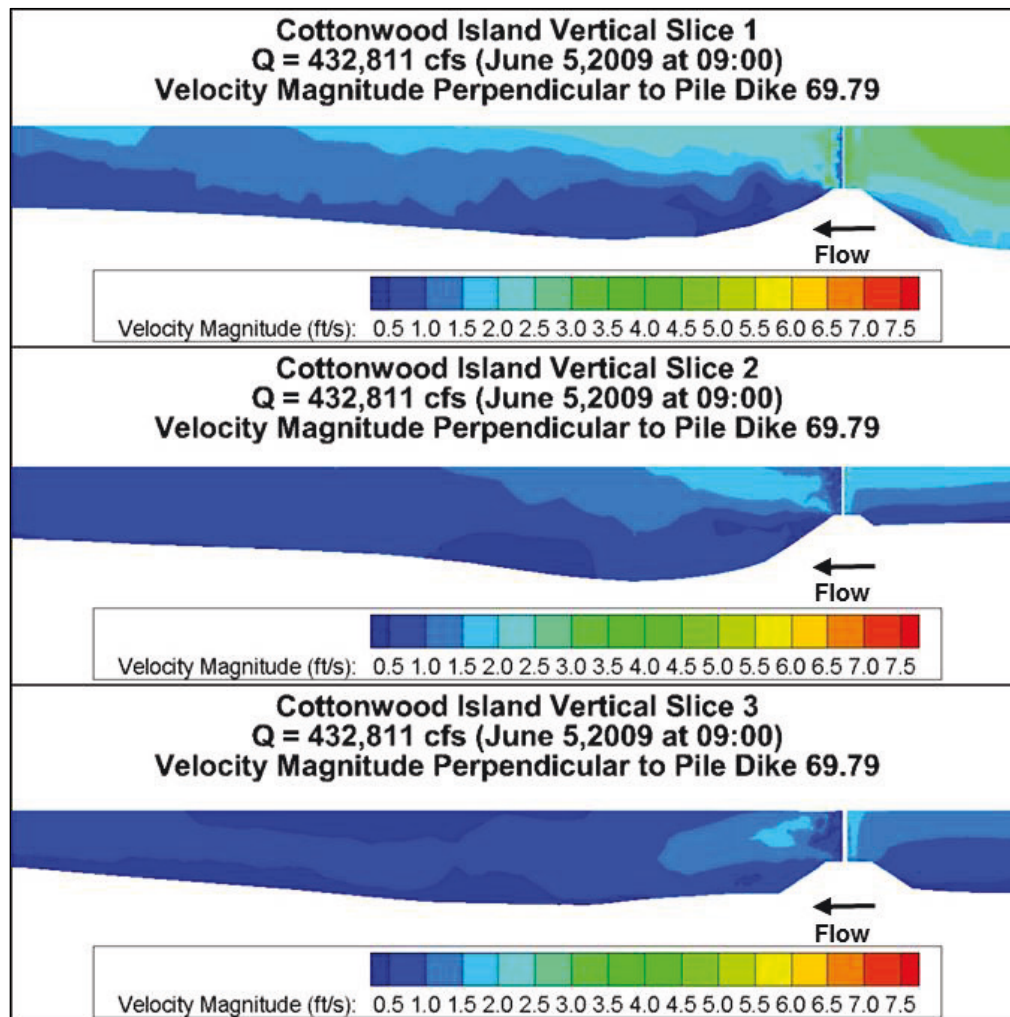 Cottonwood Island Vertical Slice 1
Q = 432,811 cfs (June 5,2009 at 09:00)
Velocity Magnitude Perpendicular to Pile Dike 69.79
Flow
Velocity Magnitude (ft/s): 0.5 1.0 1.5 2.0 2.5 3.0 3.5 4.0 4.5 5.0 5.5 6.0 6.5 7.0 7.5
Cottonwood Island Vertical Slice 2
Q = 432,811 cfs (June 5,2009 at 09:00)
Velocity Magnitude Perpendicular to Pile Dike 69.79
Flow
Velocity Magnitude (ft/s): 0.5 1.0 1.5 2.0 2.5 3.0 3.5 4.0 4.5 5.0 5.5 6.0 6.5 7.0 7.5
Cottonwood Island Vertical Slice 3
Q = 432,811 cfs (June 5,2009 at 09:00)
Velocity Magnitude Perpendicular to Pile Dike 69.79
Flow
Velocity Magnitude (ft/s): 0.5 1.0 1.5 2.0 2.5 3.0 3.5 4.0 4.5 5.0 5.5 6.0 6.5 7.0 7.5